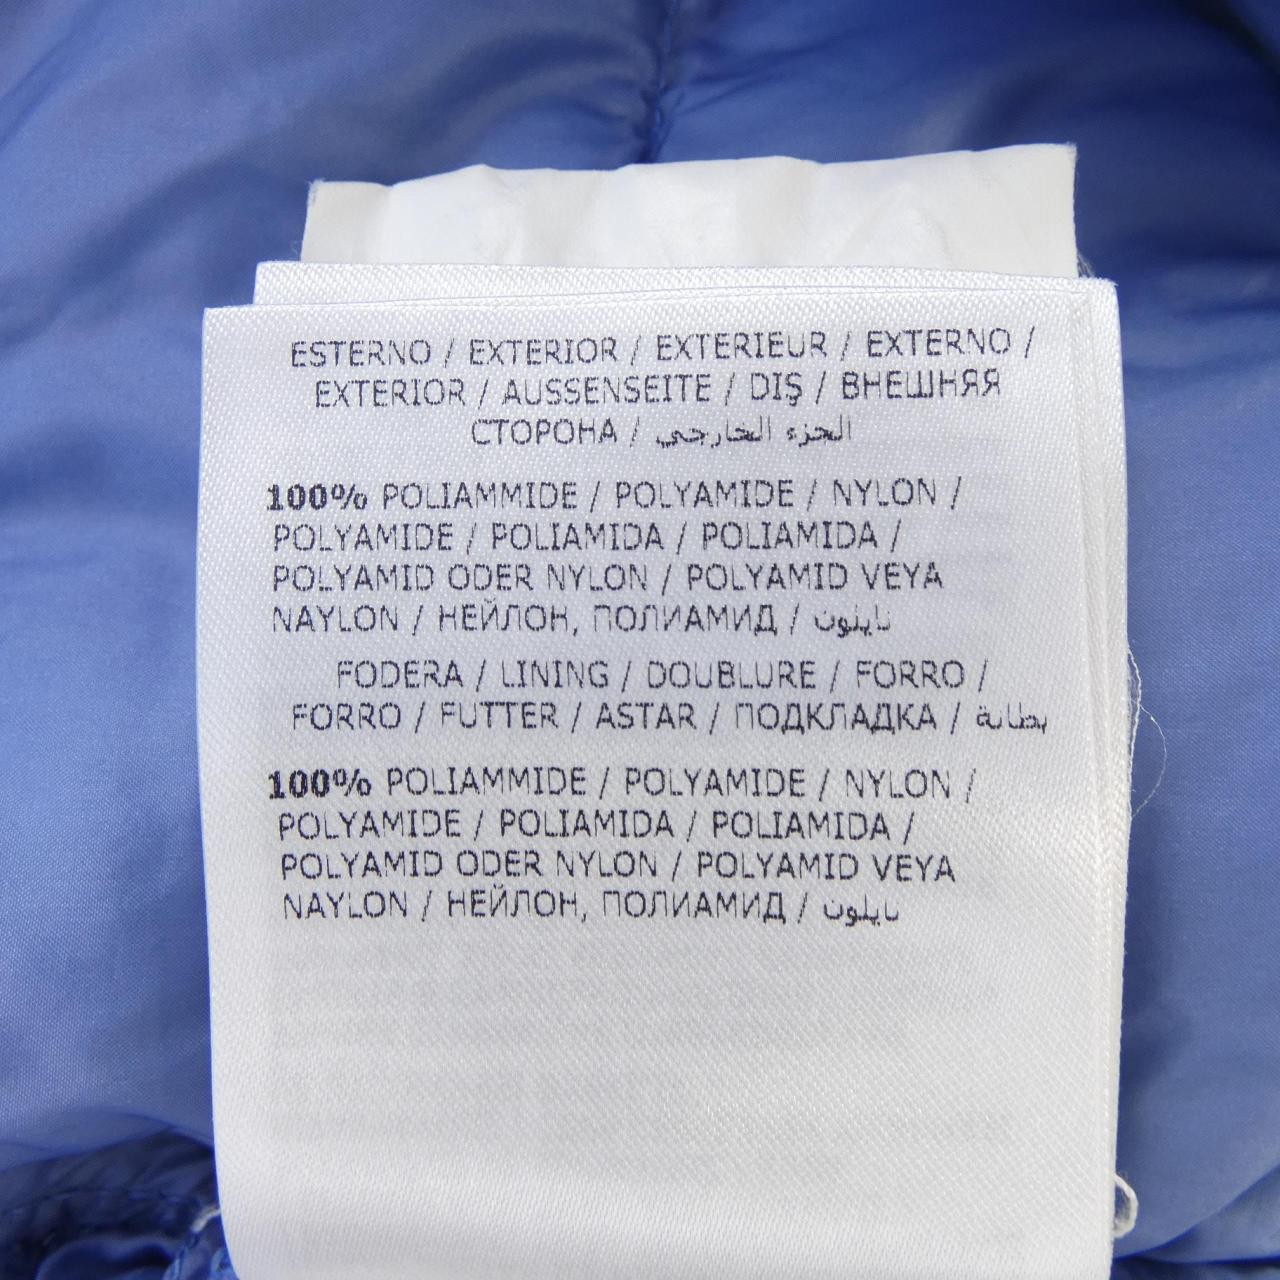 ESTERNO / EXTERIOR / EXTERIEUR / EXTERNO /
EXTERIOR / AUSSENSEITE / DIŞ / ВНЕШНЯЯ
СТОРОНА / الجزء الخارجي
100% POLIAMMIDE / POLYAMIDE / NYLON /
POLYAMIDE / POLIAMIDA / POLIAMIDA /
POLYAMID ODER NYLON / POLYAMID VEYA
NAYLON / НЕЙЛОН, ПОЛИАМИД / نايلون
FODERA / LINING / DOUBLURE / FORRO /
FORRO / FUTTER / ASTAR / ПОДКЛАДКА / بطانة
100% POLIAMMIDE / POLYAMIDE / NYLON /
POLYAMIDE / POLIAMIDA / POLIAMIDA /
POLYAMID ODER NYLON / POLYAMID VEYA
NAYLON / НЕЙЛОН, ПОЛИАМИД / نايلون